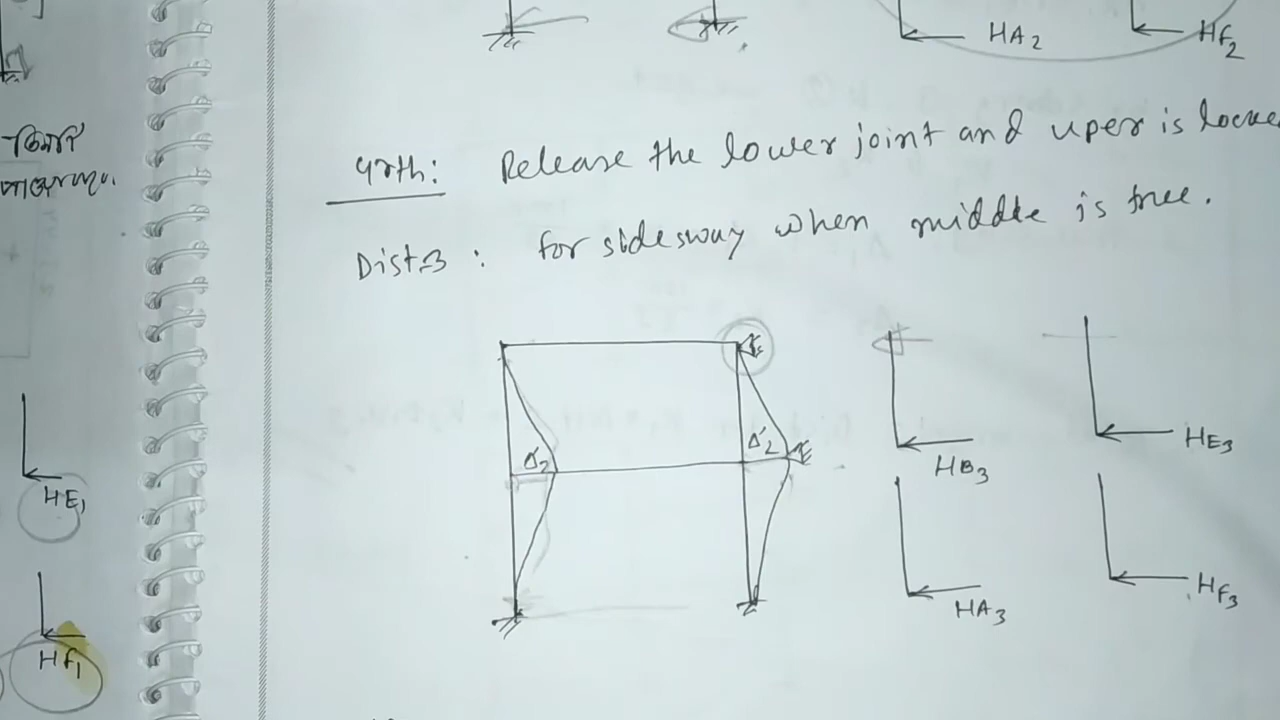 HA2
HF2
4rth: Release the lower joint and uper is locke
Dist.3 : for sidesway when middle is free.
Δ2
Δ'2
HB3
HE3
HA3
HF3
HE1
HF1